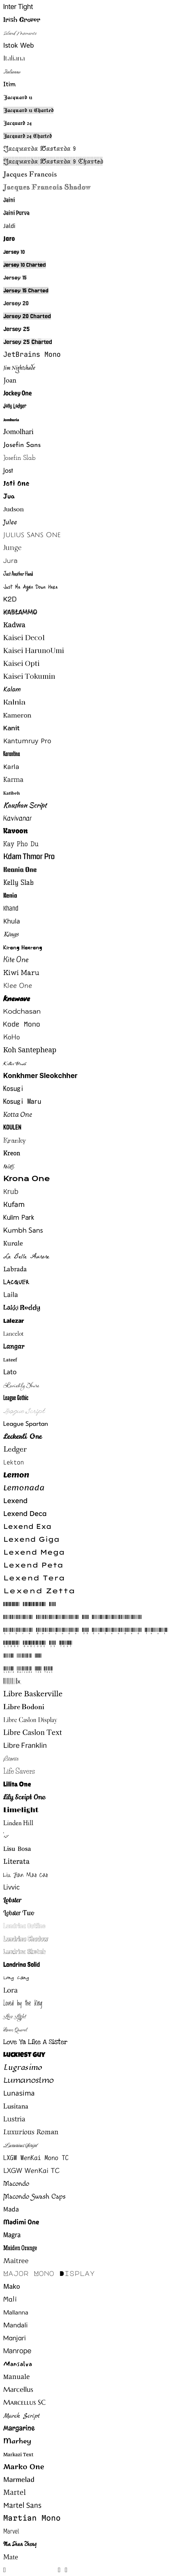 Inter Tight
Irish Grover
Island Moments
Istok Web
Italiana
Italianno
Itim
Jacquard 12
Jacquard 12 Charted
Jacquard 24
Jacquard 24 Charted
Jacquarda Bastarda 9
Jacquarda Bastarda 9 Charted
Jacques Francois
Jacques Francois Shadow
Jaini
Jaini Purva
Jaldi
Jaro
Jersey 10
Jersey 10 Charted
Jersey 15
Jersey 15 Charted
Jersey 20
Jersey 20 Charted
Jersey 25
Jersey 25 Charted
JetBrains Mono
Jim Nightshade
Joan
Jockey One
Jolly Lodger
Jomolhari
Josefin Sans
Josefin Slab
Jost
Joti One
Jua
Judson
Julee
Julius Sans One
Junge
Jura
Just Another Hand
Just Me Again Down Here
K2D
Kablammo
Kadwa
Kaisei Decol
Kaisei HarunoUmi
Kaisei Opti
Kaisei Tokumin
Kalam
Kalnia
Kameron
Kanit
Kantumruy Pro
Karantina
Karla
Karma
Katibeh
Kaushan Script
Kavivanar
Kavoon
Kay Pho Du
Kdam Thmor Pro
Keania One
Kelly Slab
Kenia
Khand
Khula
Kings
Kirang Haerang
Kite One
Kiwi Maru
Klee One
Knewave
Kodchasan
Kode Mono
KoHo
Koh Santepheap
Kolker Brush
Konkhmer Sleokchher
Kosugi
Kosugi Maru
Kotta One
Koulen
Kranky
Kreon
Kristi
Krona One
Krub
Kufam
Kulim Park
Kumbh Sans
Kurale
La Belle Aurore
Labrada
Lacquer
Laila
Lakki Reddy
Lalezar
Lancelot
Langar
Lateef
Lato
Lavishly Yours
League Gothic
League Script
League Spartan
Leckerli One
Ledger
Lekton
Lemon
Lemonada
Lexend
Lexend Deca
Lexend Exa
Lexend Giga
Lexend Mega
Lexend Peta
Lexend Tera
Lexend Zetta
Libre Baskerville
Libre Bodoni
Libre Caslon Display
Libre Caslon Text
Libre Franklin
Licorice
Life Savers
Lilita One
Lily Script One
Limelight
Linden Hill
Lisu Bosa
Literata
Liu Jian Mao Cao
Livvic
Lobster
Lobster Two
Londrina Outline
Londrina Shadow
Londrina Sketch
Londrina Solid
Long Cang
Lora
Love Light
Love Ya Like A Sister
Loved by the King
Lovers Quarrel
Luckiest Guy
Lugrasimo
Lumanosimo
Lunasima
Lusitana
Lustria
Luxurious Roman
Luxurious Script
LXGW WenKai Mono TC
LXGW WenKai TC
Macondo
Macondo Swash Caps
Mada
Madimi One
Magra
Maiden Orange
Maitree
Major Mono Display
Mako
Mali
Mallanna
Mandali
Manjari
Manrope
Mansalva
Manuale
Marcellus
Marcellus SC
Marck Script
Margarine
Marhey
Markazi Text
Marko One
Marmelad
Martel
Martel Sans
Martian Mono
Marvel
Ma Shan Zheng
Mate